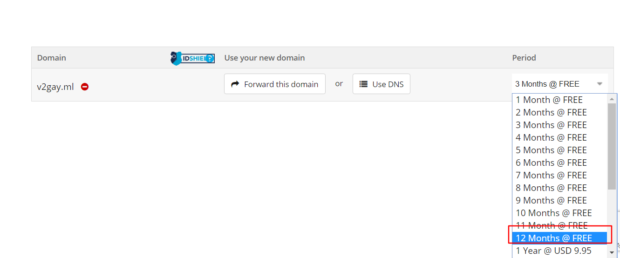 Domain IDSHIELD? Use your new domain Period
v2gay.ml Forward this domain or Use DNS 3 Months @ FREE
1 Month @ FREE
2 Months @ FREE
3 Months @ FREE
4 Months @ FREE
5 Months @ FREE
6 Months @ FREE
7 Months @ FREE
8 Months @ FREE
9 Months @ FREE
10 Months @ FREE
11 Month @ FREE
12 Months @ FREE
1 Year @ USD 9.95